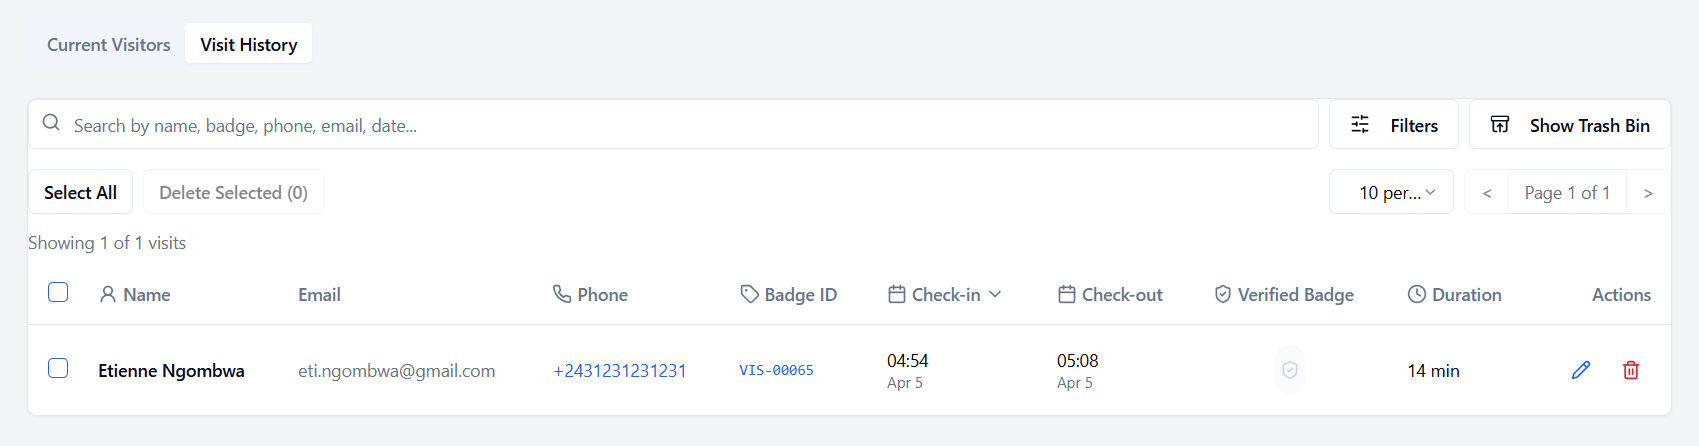 Current Visitors Visit History
Search by name, badge, phone, email, date... Filters Show Trash Bin
Select All Delete Selected (0) 10 per... < Page 1 of 1 >
Showing 1 of 1 visits
Name Email Phone Badge ID Check-in Check-out Verified Badge Duration Actions
Etienne Ngombwa eti.ngombwa@gmail.com +2431231231231 VIS-00065 04:54 05:08 14 min
Apr 5 Apr 5